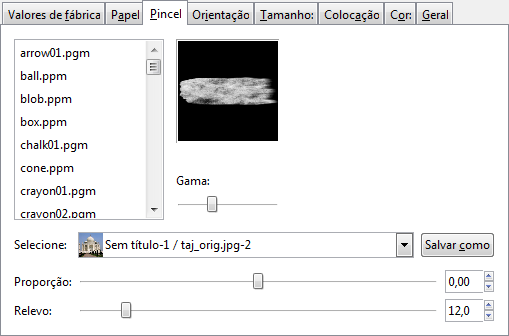 Valores de fábrica Papel Pincel Orientação Tamanho: Colocação Cor: Geral
arrow01.pgm
ball.ppm
blob.ppm
box.ppm
chalk01.pgm
cone.ppm
crayon01.pgm
crayon02.pgm
Gama:
Selecione: Sem título-1 / taj_orig.jpg-2 Salvar como
Proporção: 0,00
Relevo: 12,0